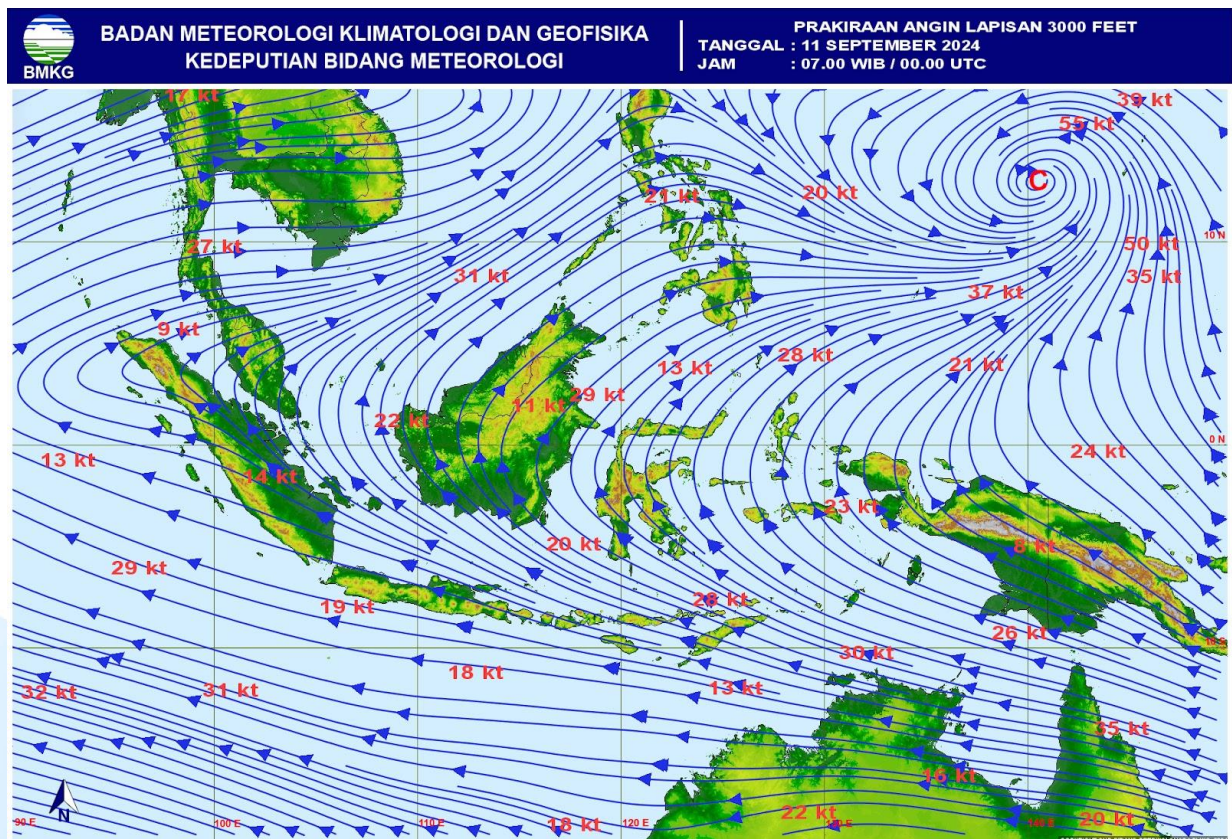 BADAN METEOROLOGI KLIMATOLOGI DAN GEOFISIKA
KEDEPUTIAN BIDANG METEOROLOGI
BMKG
PRAKIRAAN ANGIN LAPISAN 3000 FEET
TANGGAL : 11 SEPTEMBER 2024
JAM : 07.00 WIB / 00.00 UTC
17 kt
39 kt
55 kt
C
20 kt
21 kt
10 N
27 kt
50 kt
31 kt
35 kt
37 kt
9 kt
28 kt
13 kt
21 kt
29 kt
11 kt
22 kt
0 N
24 kt
13 kt
14 kt
23 kt
20 kt
8 kt
29 kt
19 kt
28 kt
26 kt
30 kt
18 kt
13 kt
32 kt
31 kt
35 kt
16 kt
22 kt
20 kt
18 kt
N
90 E
100 E
110 E
120 E
140 E